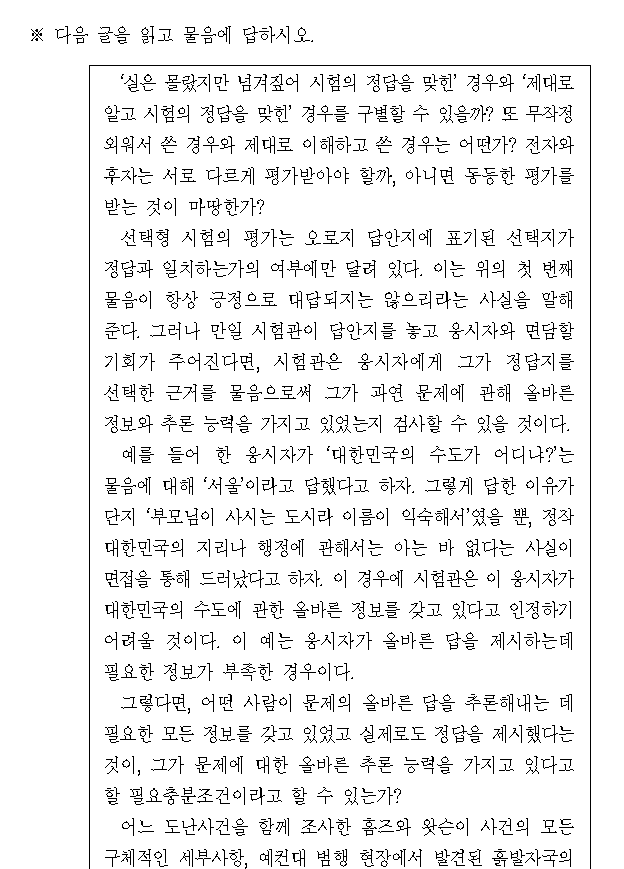 ※ 다음 글을 읽고 물음에 답하시오.
‘실은 몰랐지만 넘겨짚어 시험의 정답을 맞힌’ 경우와 ‘제대로
알고 시험의 정답을 맞힌’ 경우를 구별할 수 있을까? 또 무작정
외워서 쓴 경우와 제대로 이해하고 쓴 경우는 어떤가? 전자와
후자는 서로 다르게 평가받아야 할까, 아니면 동등한 평가를
받는 것이 마땅한가?
선택형 시험의 평가는 오로지 답안지에 표기된 선택지가
정답과 일치하는가의 여부에만 달려 있다. 이는 위의 첫 번째
물음이 항상 긍정으로 대답되지는 않으리라는 사실을 말해
준다. 그러나 만일 시험관이 답안지를 놓고 응시자와 면담할
기회가 주어진다면, 시험관은 응시자에게 그가 정답지를
선택한 근거를 물음으로써 그가 과연 문제에 관해 올바른
정보와 추론 능력을 가지고 있었는지 검사할 수 있을 것이다.
예를 들어 한 응시자가 ‘대한민국의 수도가 어디냐?’는
물음에 대해 ‘서울’이라고 답했다고 하자. 그렇게 답한 이유가
단지 ‘부모님이 사시는 도시라 이름이 익숙해서’였을 뿐, 정작
대한민국의 지리나 행정에 관해서는 아는 바 없다는 사실이
면접을 통해 드러났다고 하자. 이 경우에 시험관은 이 응시자가
대한민국의 수도에 관한 올바른 정보를 갖고 있다고 인정하기
어려울 것이다. 이 예는 응시자가 올바른 답을 제시하는데
필요한 정보가 부족한 경우이다.
그렇다면, 어떤 사람이 문제의 올바른 답을 추론해내는 데
필요한 모든 정보를 갖고 있었고 실제로도 정답을 제시했다는
것이, 그가 문제에 대한 올바른 추론 능력을 가지고 있다고
할 필요충분조건이라고 할 수 있는가?
어느 도난사건을 함께 조사한 홈즈와 왓슨이 사건의 모든
구체적인 세부사항, 예컨대 범행 현장에서 발견된 흙발자국의